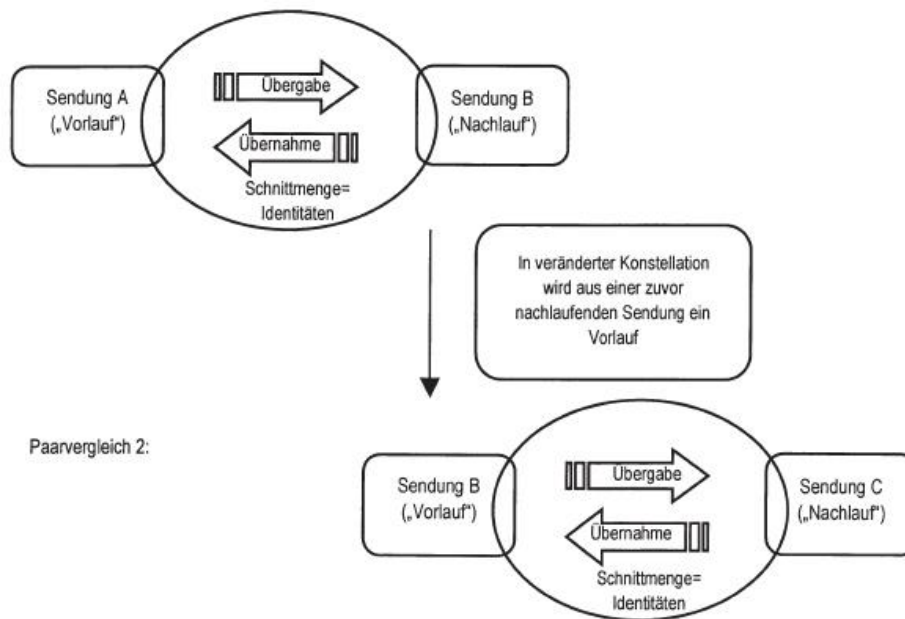 Sendung A
(„Vorlauf“)
Übergabe
Übernahme
Schnittmenge=
Identitäten
Sendung B
(„Nachlauf“)
In veränderter Konstellation
wird aus einer zuvor
nachlaufenden Sendung ein
Vorlauf
Paarvergleich 2:
Sendung B
(„Vorlauf“)
Übergabe
Übernahme
Schnittmenge=
Identitäten
Sendung C
(„Nachlauf“)